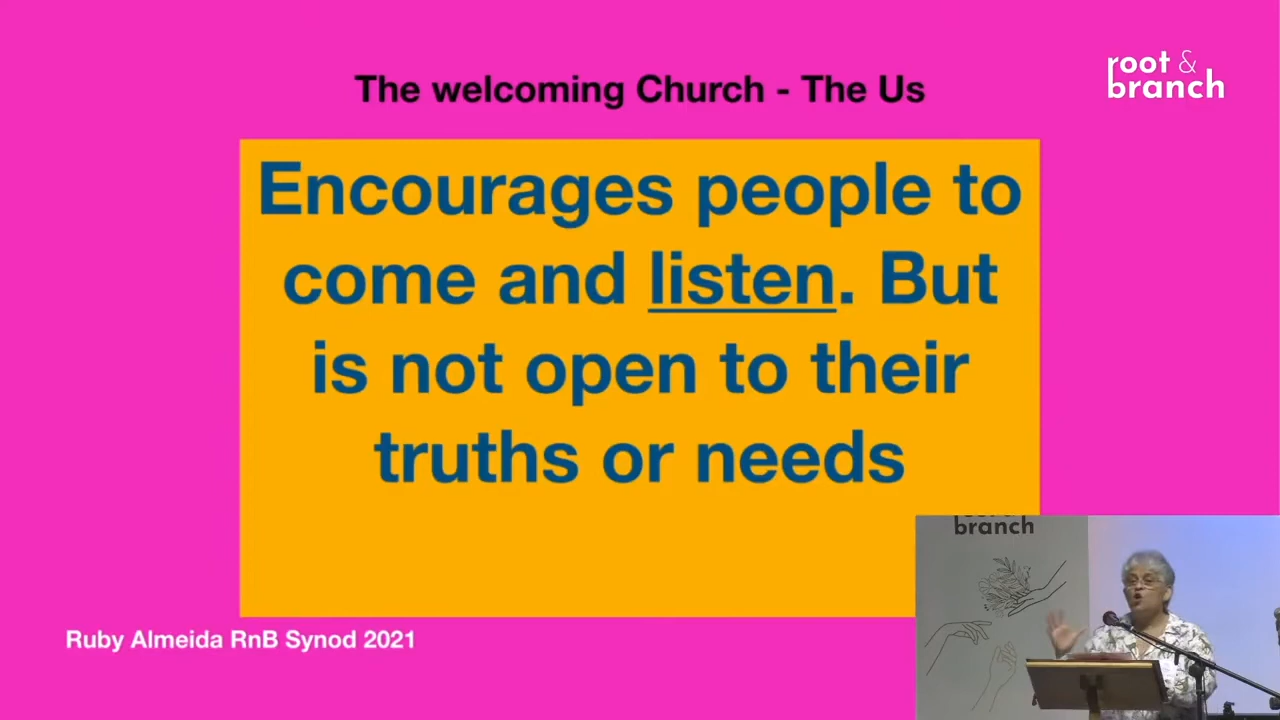 The welcoming Church - The Us
root &
branch
Encourages people to
come and listen. But
is not open to their
truths or needs
branch
Ruby Almeida RnB Synod 2021